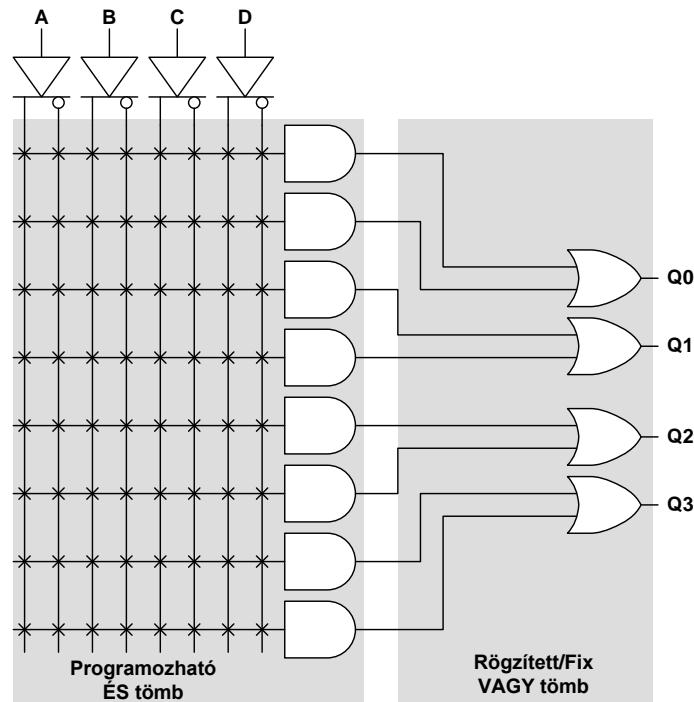 A B C D
Q0
Q1
Q2
Q3
Programozható
ÉS tömb
Rögzített/Fix
VAGY tömb